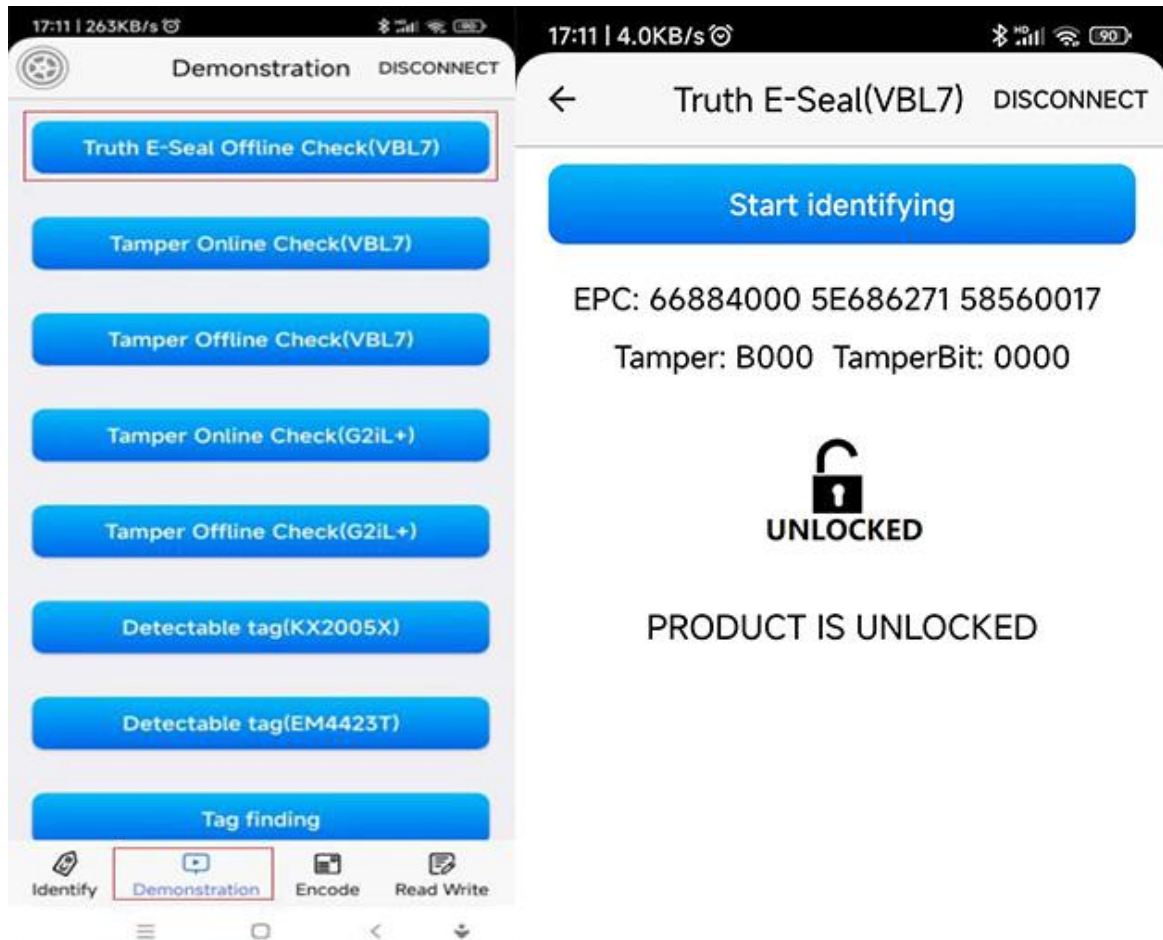 17:11 | 263KB/s
90
Demonstration
DISCONNECT
Truth E-Seal Offline Check(VBL7)
Tamper Online Check(VBL7)
Tamper Offline Check(VBL7)
Tamper Online Check(G2iL+)
Tamper Offline Check(G2iL+)
Detectable tag(KX2005X)
Detectable tag(EM4423T)
Tag finding
Identify
Demonstration
Encode
Read Write
17:11 | 4.0KB/s
HD
90
Truth E-Seal(VBL7)
DISCONNECT
Start identifying
EPC: 66884000 5E686271 58560017
Tamper: B000 TamperBit: 0000
UNLOCKED
PRODUCT IS UNLOCKED